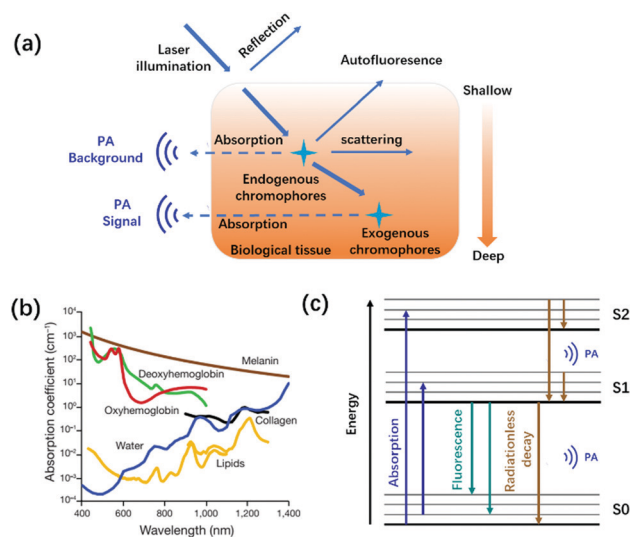 (a)
Laser
illumination
Reflection
Autofluoresence
Shallow
PA
Background
Absorption
scattering
Endogenous
chromophores
PA
Signal
Absorption
Exogenous
chromophores
Biological tissue
Deep
(b)
Absorption coefficient (cm⁻¹)
10⁴
10³
10²
10¹
10⁰
10⁻¹
10⁻²
10⁻³
10⁻⁴
Melanin
Deoxyhemoglobin
Oxyhemoglobin
Collagen
Water
Lipids
400 600 800 1,000 1,200 1,400
Wavelength (nm)
(c)
Energy
Absorption
Fluorescence
Radiationless
decay
S2
PA
S1
PA
S0